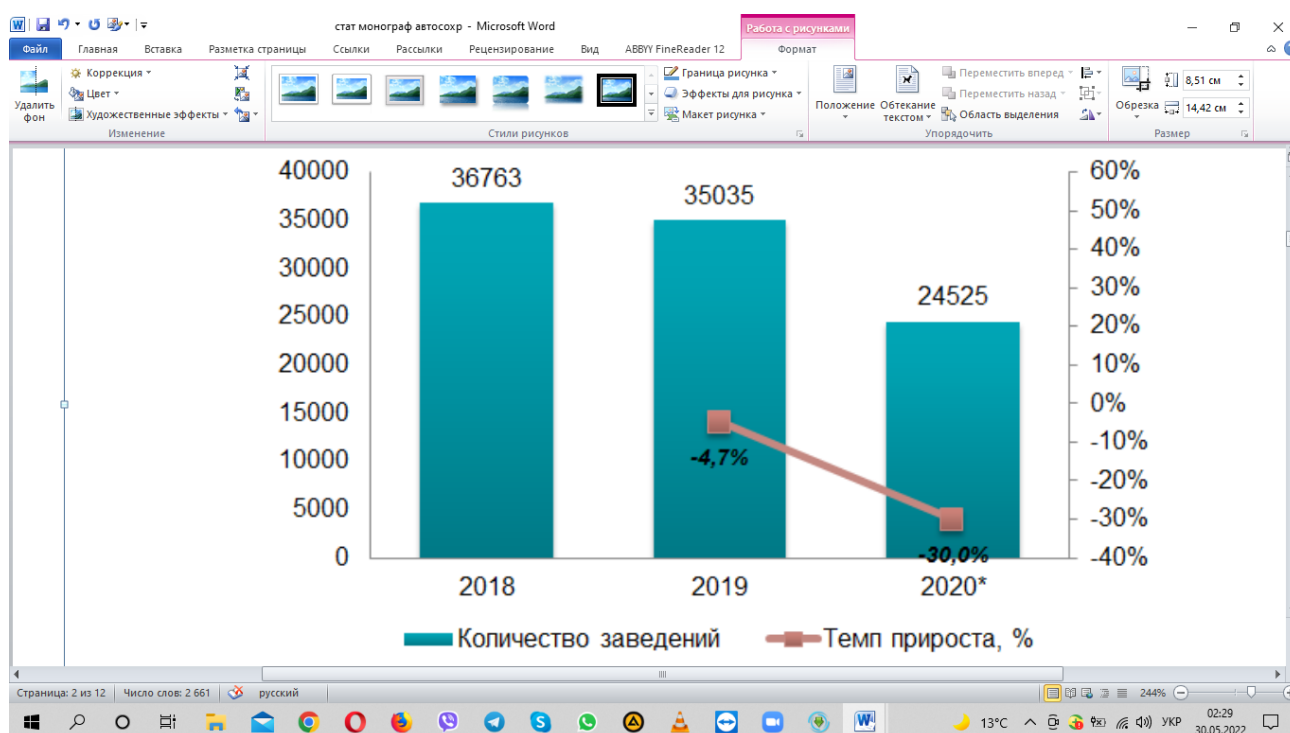 стат монограф автосохр - Microsoft Word
Работа с рисунками
Файл Главная Вставка Разметка страницы Ссылки Рассылки Рецензирование Вид ABBYY FineReader 12 Формат
Удалить фон
Коррекция
Цвет
Художественные эффекты
Изменение
Стили рисунков
Граница рисунка
Эффекты для рисунка
Макет рисунка
Положение
Обтекание текстом
Переместить вперед
Переместить назад
Область выделения
Упорядочить
Обрезка
8,51 см
14,42 см
Размер
40000
35000
30000
25000
20000
15000
10000
5000
0
36763
35035
24525
-4,7%
-30,0%
60%
50%
40%
30%
20%
10%
0%
-10%
-20%
-30%
-40%
2018 2019 2020*
Количество заведений Темп прироста, %
Страница: 2 из 12 Число слов: 2 661 русский 244%
13°C УКР 02:29
30.05.2022